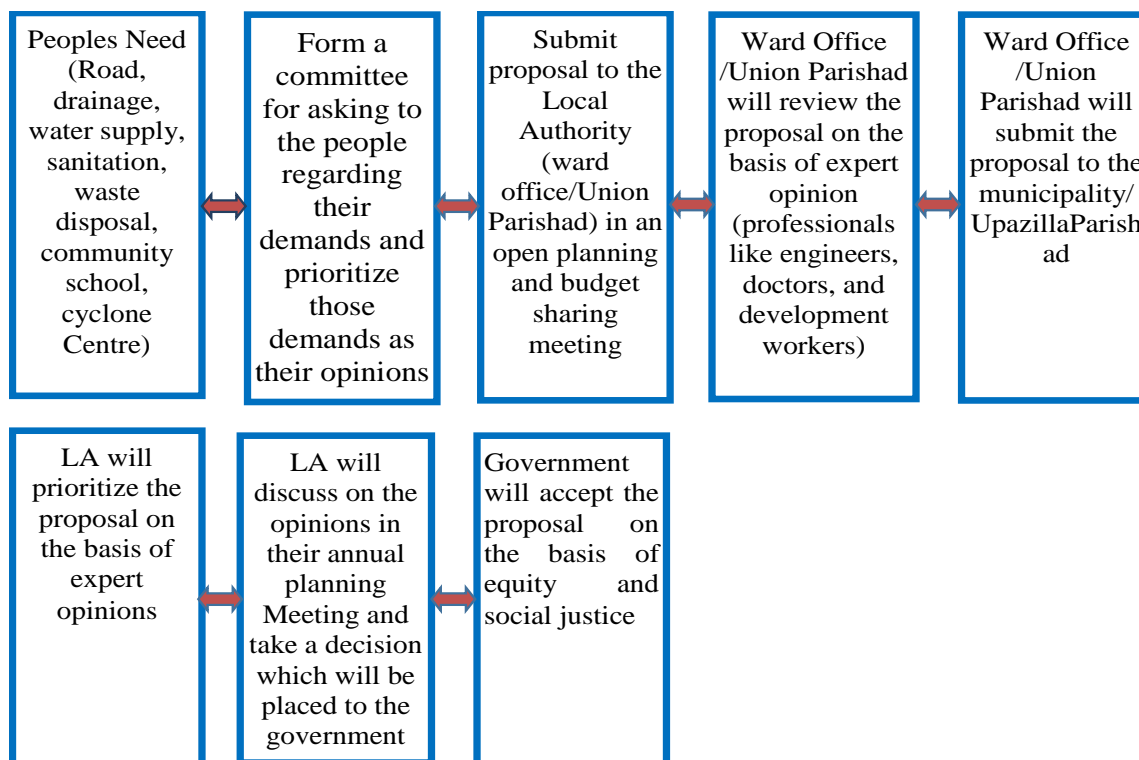 Peoples Need
(Road,
drainage,
water supply,
sanitation,
waste
disposal,
community
school,
cyclone
Centre)
Form a
committee
for asking to
the people
regarding
their
demands and
prioritize
those
demands as
their opinions
Submit
proposal to the
Local
Authority
(ward
office/Union
Parishad) in an
open planning
and budget
sharing
meeting
Ward Office
/Union Parishad
will review the
proposal on the
basis of expert
opinion
(professionals
like engineers,
doctors, and
development
workers)
Ward Office
/Union
Parishad will
submit the
proposal to the
municipality/
UpazillaParish
ad
LA will
prioritize the
proposal on
the basis of
expert
opinions
LA will
discuss on the
opinions in
their annual
planning
Meeting and
take a decision
which will be
placed to the
government
Government
will accept the
proposal on
the basis of
equity and
social justice